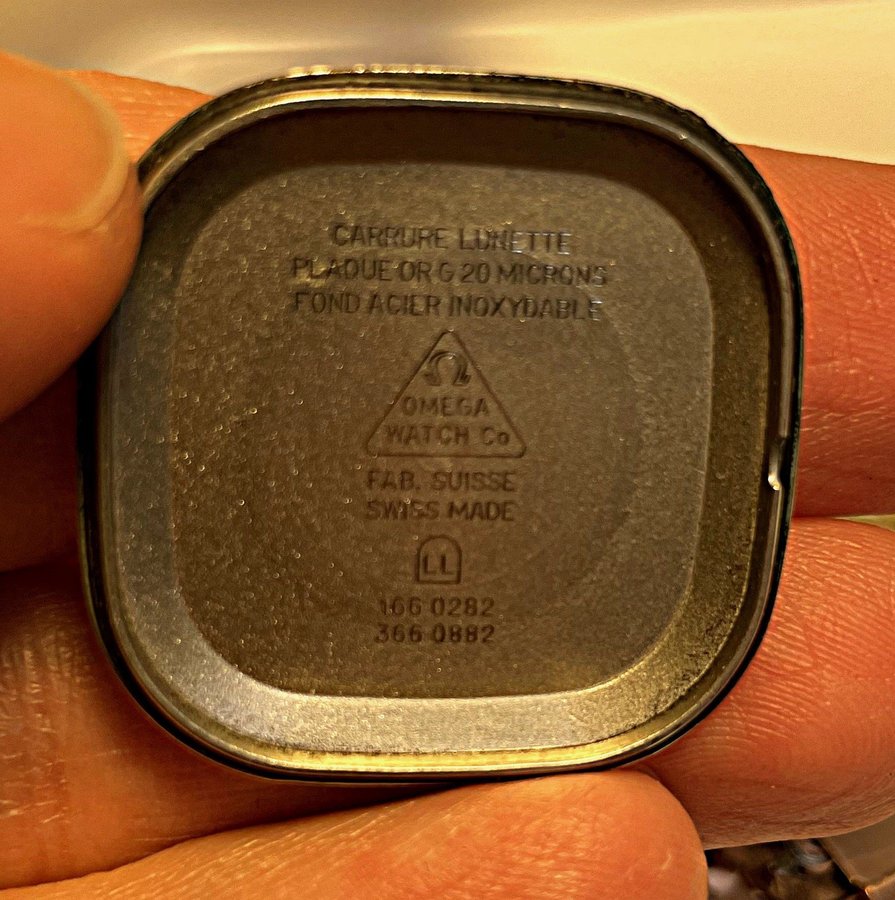 CARRURE LUNETTE
PLAQUE OR G 20 MICRONS
FOND ACIER INOXYDABLE
Ω
OMEGA
WATCH Co
FAB. SUISSE
SWISS MADE
LL
166 0282
366 0882